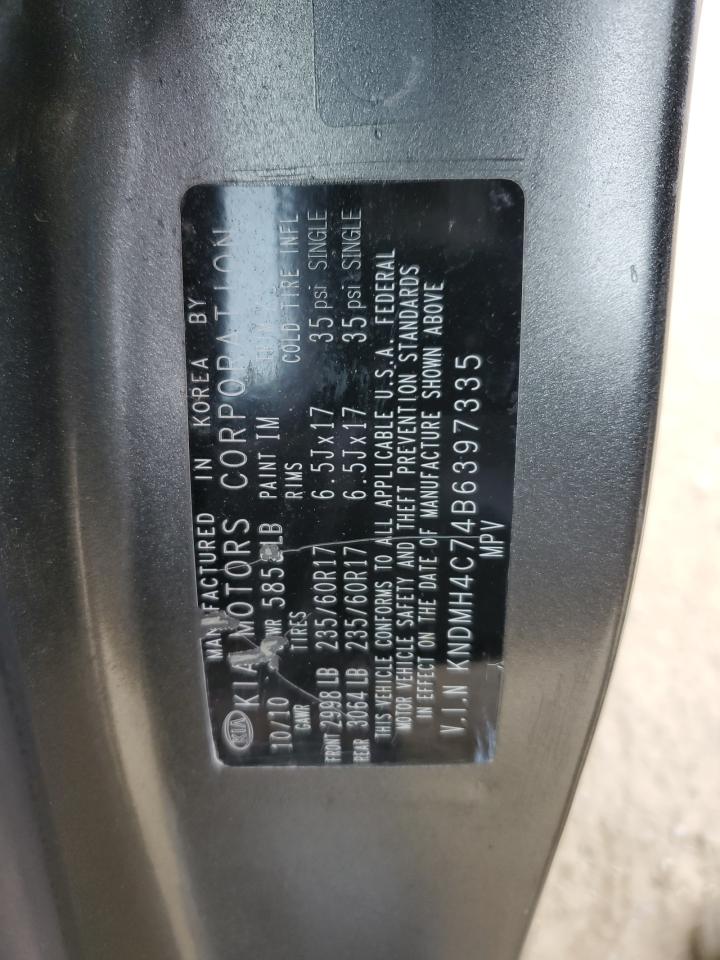 MANUFACTURED IN KOREA BY
KIA KIA MOTORS CORPORATION
10/10 585 LB PAINT IM
GAWR TIRES RIMS COLD TIRE INFL
FRONT 2998 LB 235/60R17 6.5Jx17 35 psi SINGLE
REAR 3064 LB 235/60R17 6.5Jx17 35 psi SINGLE
THIS VEHICLE CONFORMS TO ALL APPLICABLE U.S.A. FEDERAL
MOTOR VEHICLE SAFETY AND THEFT PREVENTION STANDARDS
IN EFFECT ON THE DATE OF MANUFACTURE SHOWN ABOVE
V.I.N KNDMH4C74B6397335
MPV